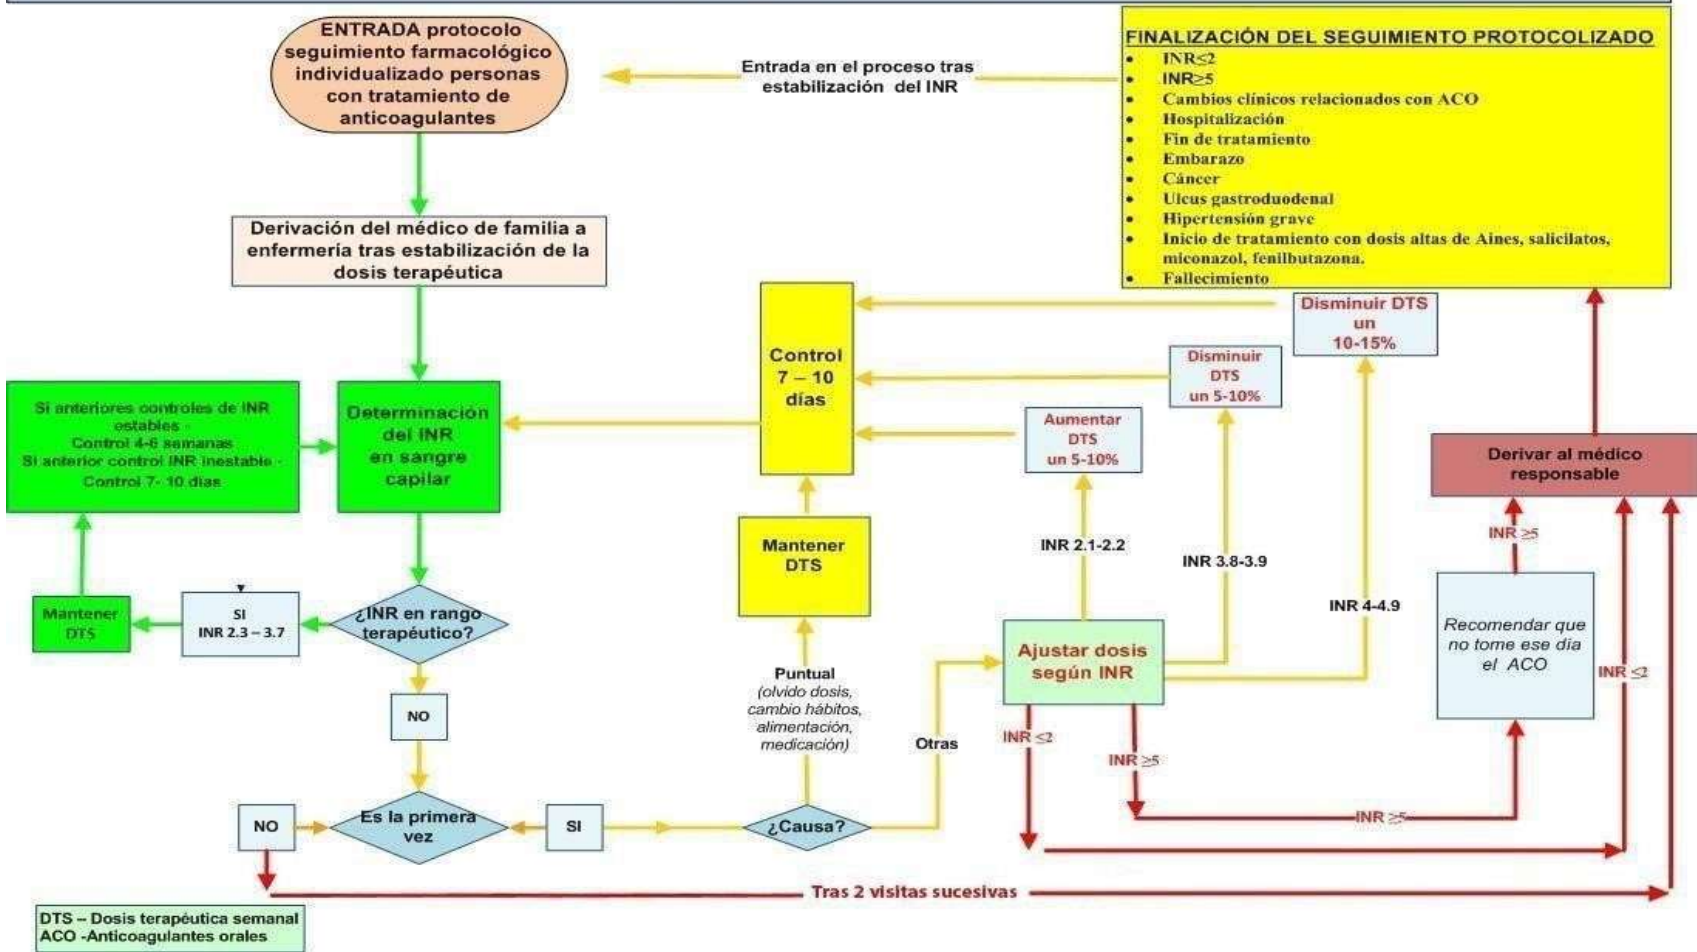 ENTRADA protocolo
seguimiento farmacológico
individualizado personas
con tratamiento de
anticoagulantes
Entrada en el proceso tras
estabilización del INR
FINALIZACIÓN DEL SEGUIMIENTO PROTOCOLIZADO
• INR≤2
• INR≥5
• Cambios clínicos relacionados con ACO
• Hospitalización
• Fin de tratamiento
• Embarazo
• Cáncer
• Ulcus gastroduodenal
• Hipertensión grave
• Inicio de tratamiento con dosis altas de Aines, salicilatos,
miconazol, fenilbutazona.
• Fallecimiento
Derivación del médico de familia a
enfermería tras estabilización de la
dosis terapéutica
Si anteriores controles de INR
estables -
Control 4-6 semanas
Si anterior control INR inestable -
Control 7- 10 días
Determinación
del INR
en sangre
capilar
Control
7 – 10
días
Disminuir DTS
un
10-15%
Disminuir
DTS
un 5-10%
Aumentar
DTS
un 5-10%
Derivar al médico
responsable
Mantener
DTS
INR 2.1-2.2
INR 3.8-3.9
INR 4-4.9
INR ≥5
Mantener
DTS
SI
INR 2.3 – 3.7
¿INR en rango
terapéutico?
Puntual
(olvido dosis,
cambio hábitos,
alimentación,
medicación)
Ajustar dosis
según INR
Recomendar que
no tome ese día
el ACO
INR ≤2
NO
Otras
INR ≤2
INR ≥5
INR ≥5
NO
Es la primera
vez
SI
¿Causa?
Tras 2 visitas sucesivas
DTS – Dosis terapéutica semanal
ACO -Anticoagulantes orales